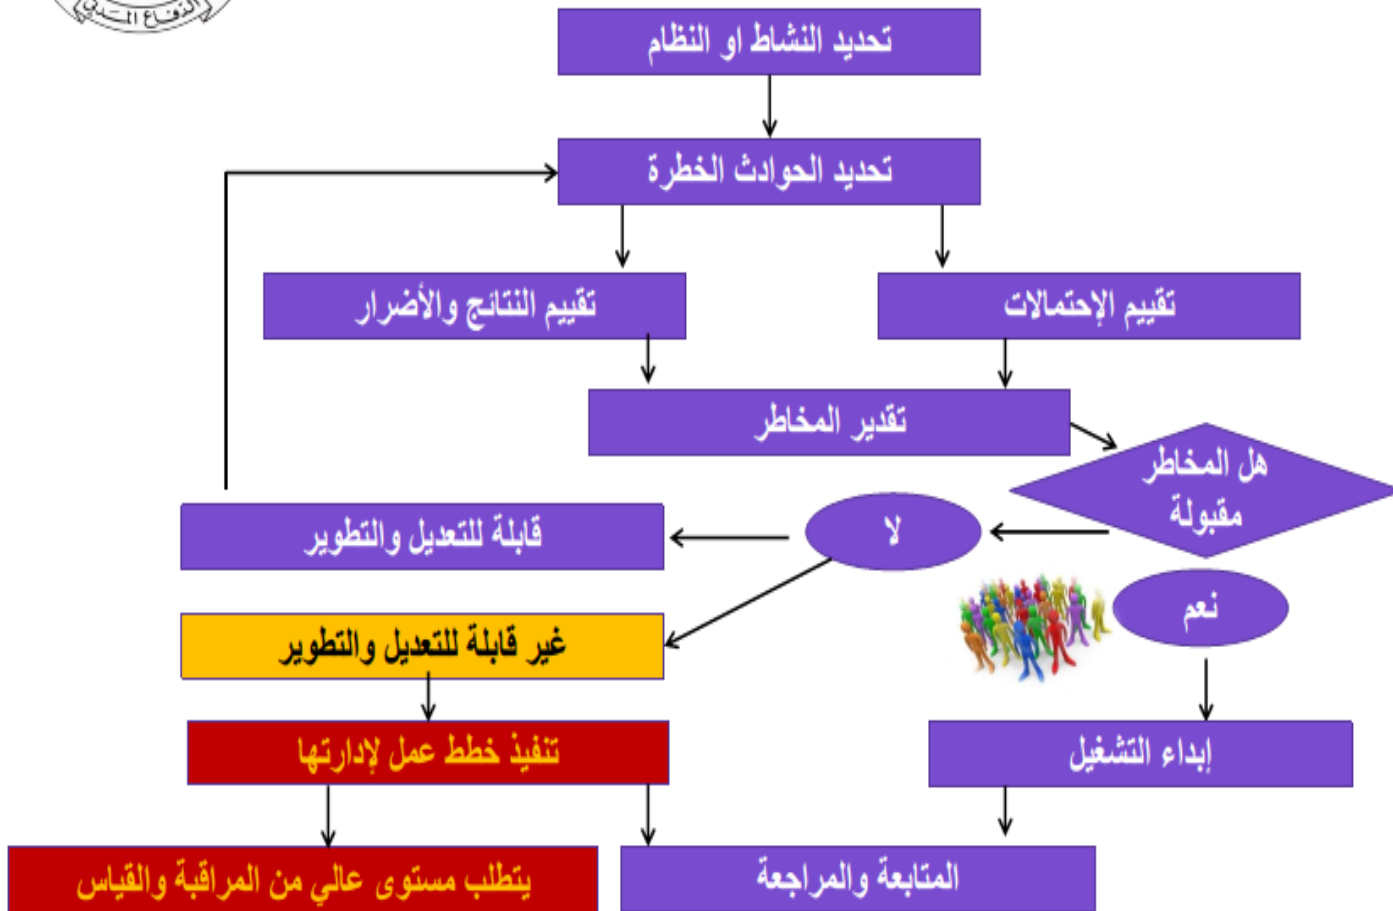 الدفاع المدني
تحديد النشاط او النظام
تحديد الحوادث الخطرة
تقييم الإحتمالات
تقييم النتائج والأضرار
تقدير المخاطر
هل المخاطر
مقبولة
لا
قابلة للتعديل والتطوير
نعم
غير قابلة للتعديل والتطوير
إبداء التشغيل
تنفيذ خطط عمل لإدارتها
المتابعة والمراجعة
يتطلب مستوى عالي من المراقبة والقياس